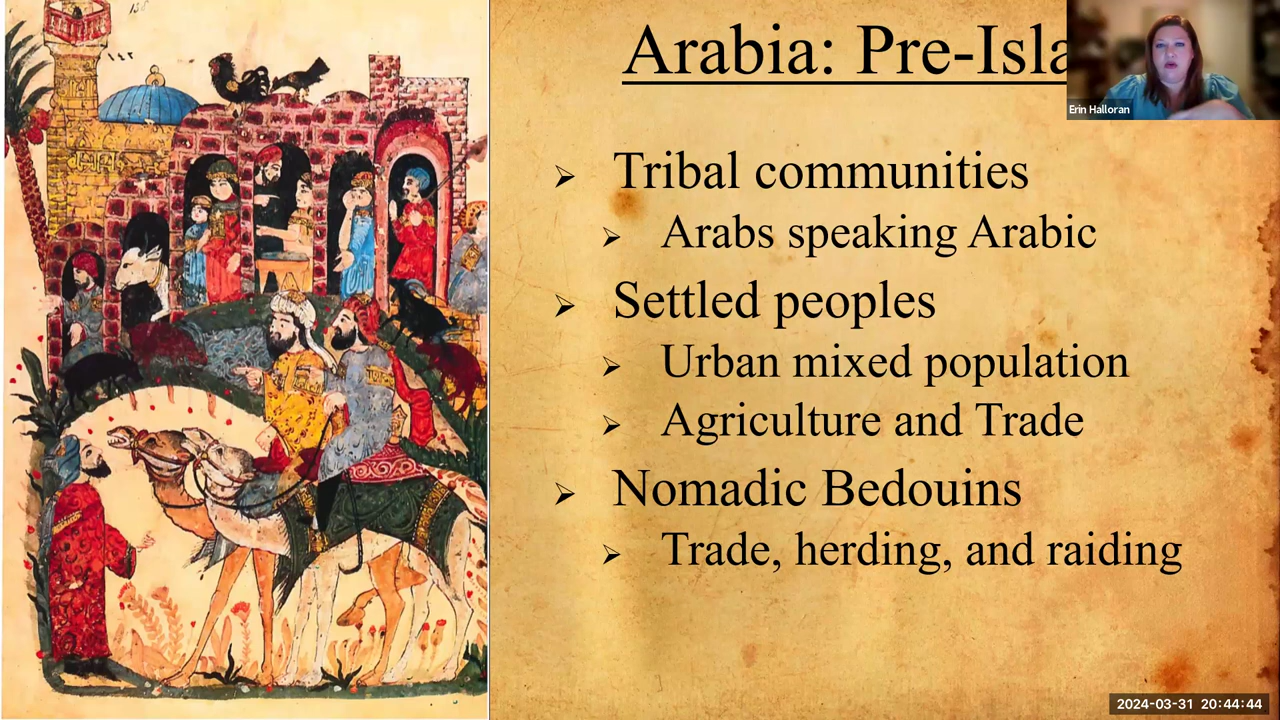 Arabia: Pre-Isla
Erin Halloran
➢ Tribal communities
➢ Arabs speaking Arabic
➢ Settled peoples
➢ Urban mixed population
➢ Agriculture and Trade
➢ Nomadic Bedouins
➢ Trade, herding, and raiding
2024-03-31 20:44:44